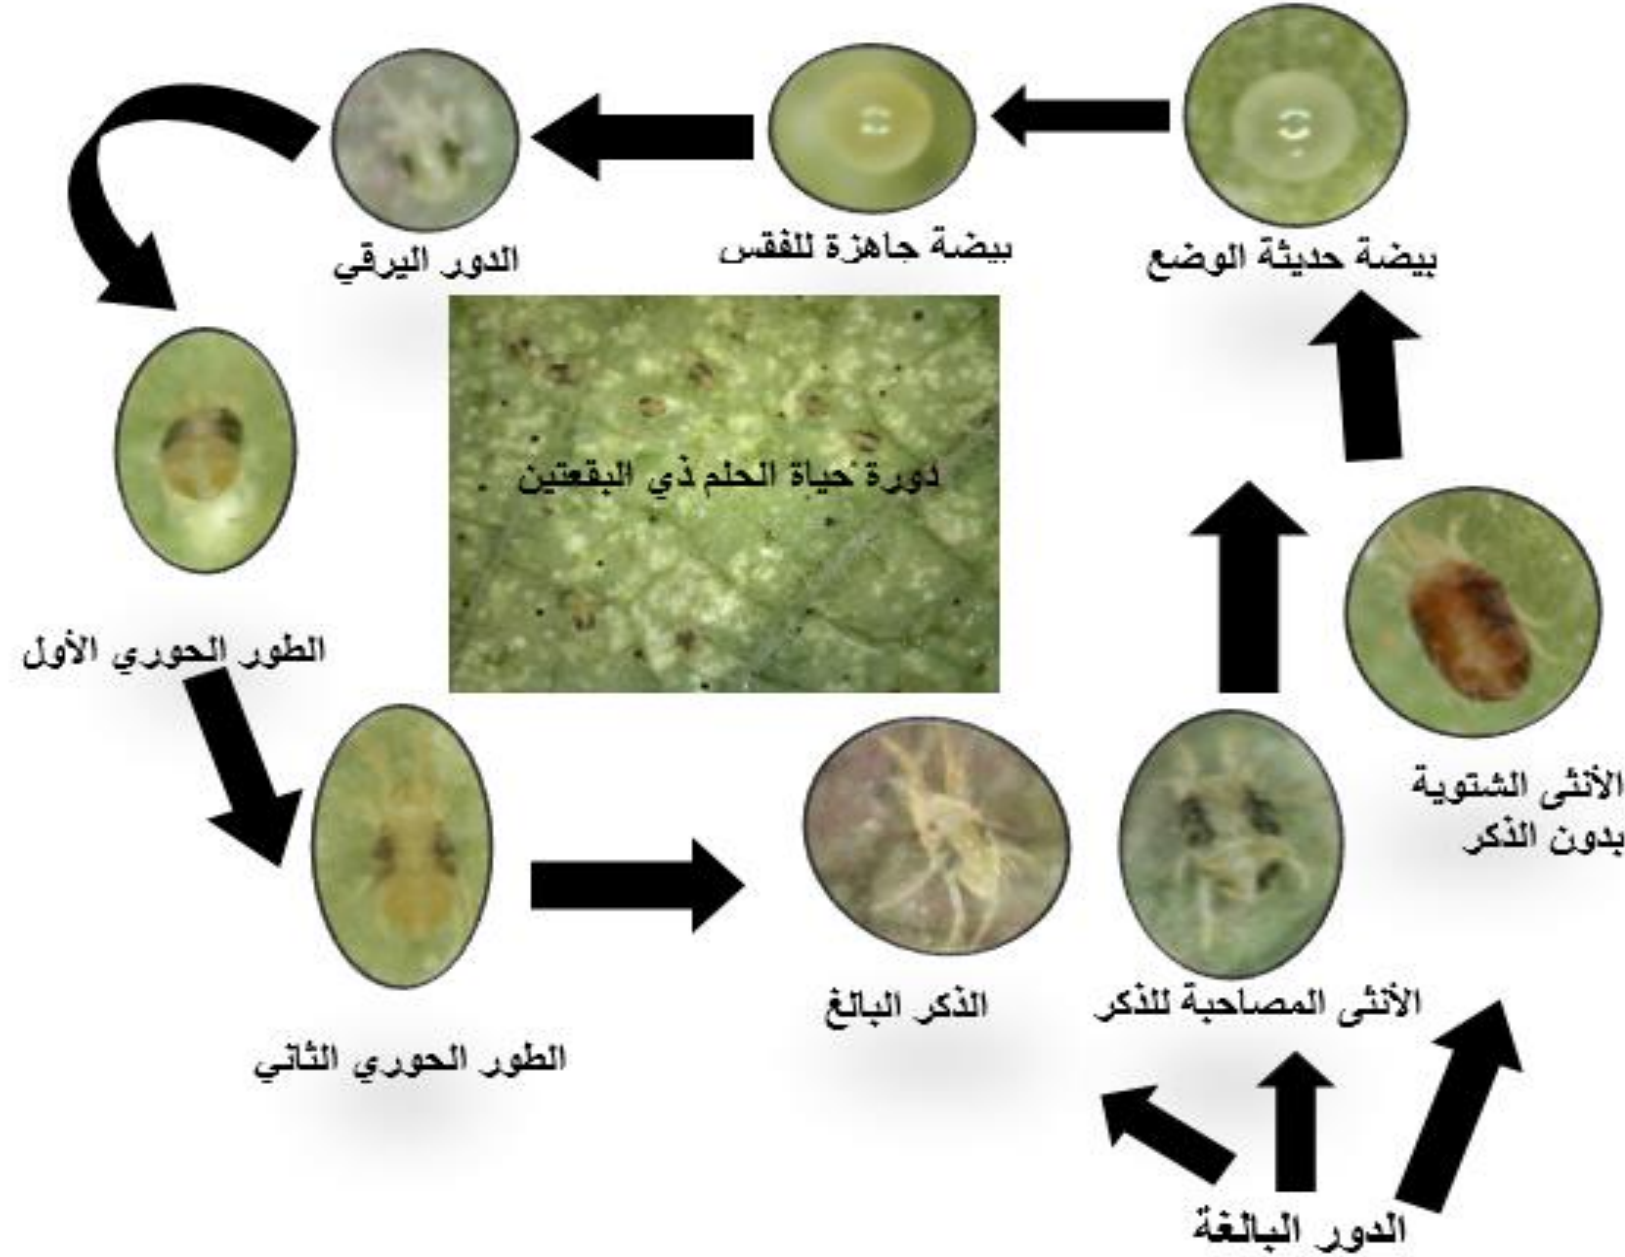 بيضة حديثة الوضع
بيضة جاهزة للفقس
الدور اليرقي
دورة حياة الحلم ذي البقعتين
الطور الحوري الأول
الطور الحوري الثاني
الذكر البالغ
الأنثى المصاحبة للذكر
الأنثى الشتوية
بدون الذكر
الدور البالغة